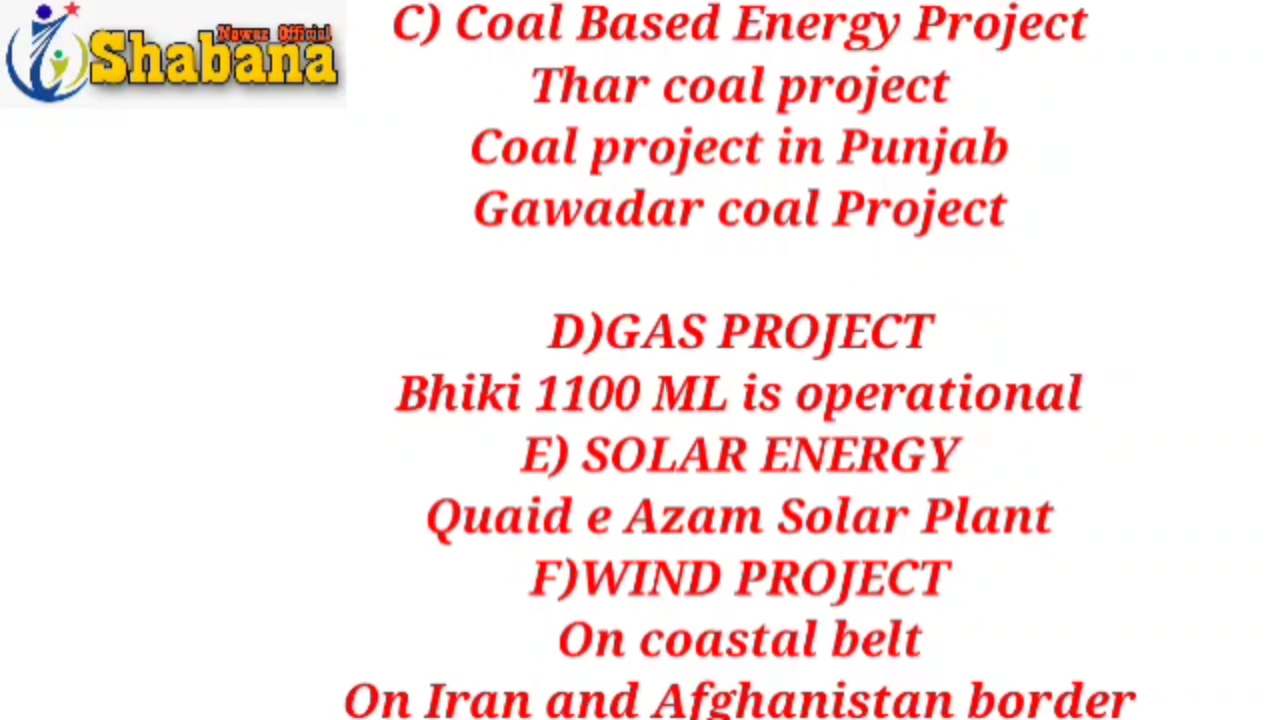 Nawaz Official
Shabana
C) Coal Based Energy Project
Thar coal project
Coal project in Punjab
Gawadar coal Project
D)GAS PROJECT
Bhiki 1100 ML is operational
E) SOLAR ENERGY
Quaid e Azam Solar Plant
F)WIND PROJECT
On coastal belt
On Iran and Afghanistan border